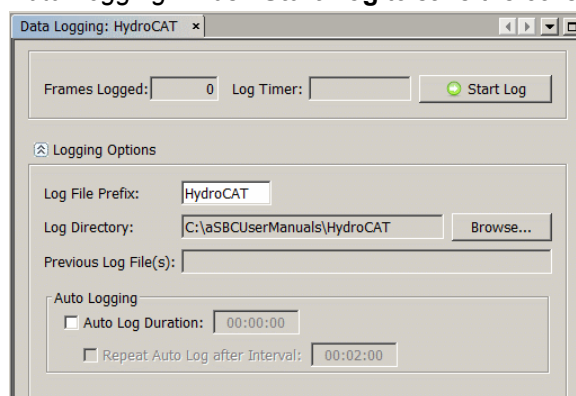 Data Logging: HydroCAT ×
Frames Logged: 0 Log Timer: Start Log
Logging Options
Log File Prefix: HydroCAT
Log Directory: C:\aSBCUserManuals\HydroCAT Browse...
Previous Log File(s):
Auto Logging
Auto Log Duration: 00:00:00
Repeat Auto Log after Interval: 00:02:00